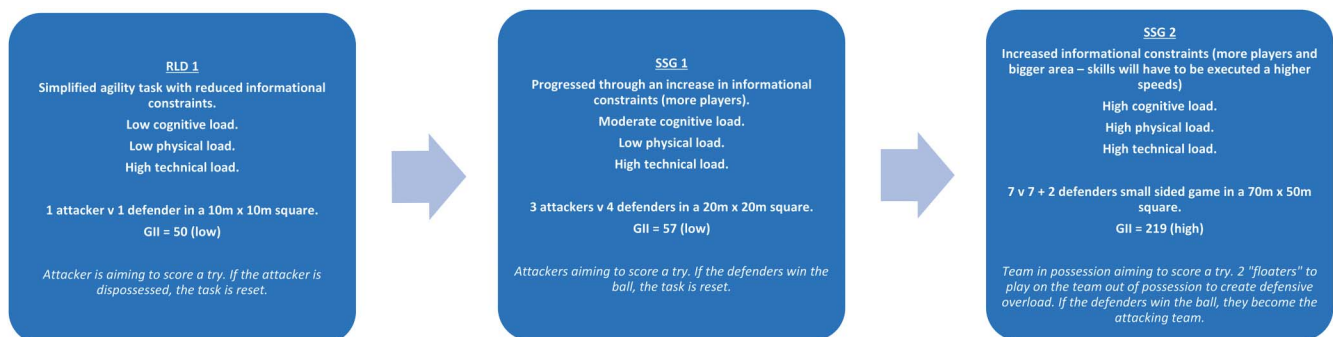 RLD 1
Simplified agility task with reduced informational
constraints.
Low cognitive load.
Low physical load.
High technical load.
1 attacker v 1 defender in a 10m x 10m square.
GII = 50 (low)
Attacker is aiming to score a try. If the attacker is
dispossessed, the task is reset.
SSG 1
Progressed through an increase in informational
constraints (more players).
Moderate cognitive load.
Low physical load.
High technical load.
3 attackers v 4 defenders in a 20m x 20m square.
GII = 57 (low)
Attackers aiming to score a try. If the defenders win the
ball, the task is reset.
SSG 2
Increased informational constraints (more players and
bigger area – skills will have to be executed a higher
speeds)
High cognitive load.
High physical load.
High technical load.
7 v 7 + 2 defenders small sided game in a 70m x 50m
square.
GII = 219 (high)
Team in possession aiming to score a try. 2 "floaters" to
play on the team out of possession to create defensive
overload. If the defenders win the ball, they become the
attacking team.